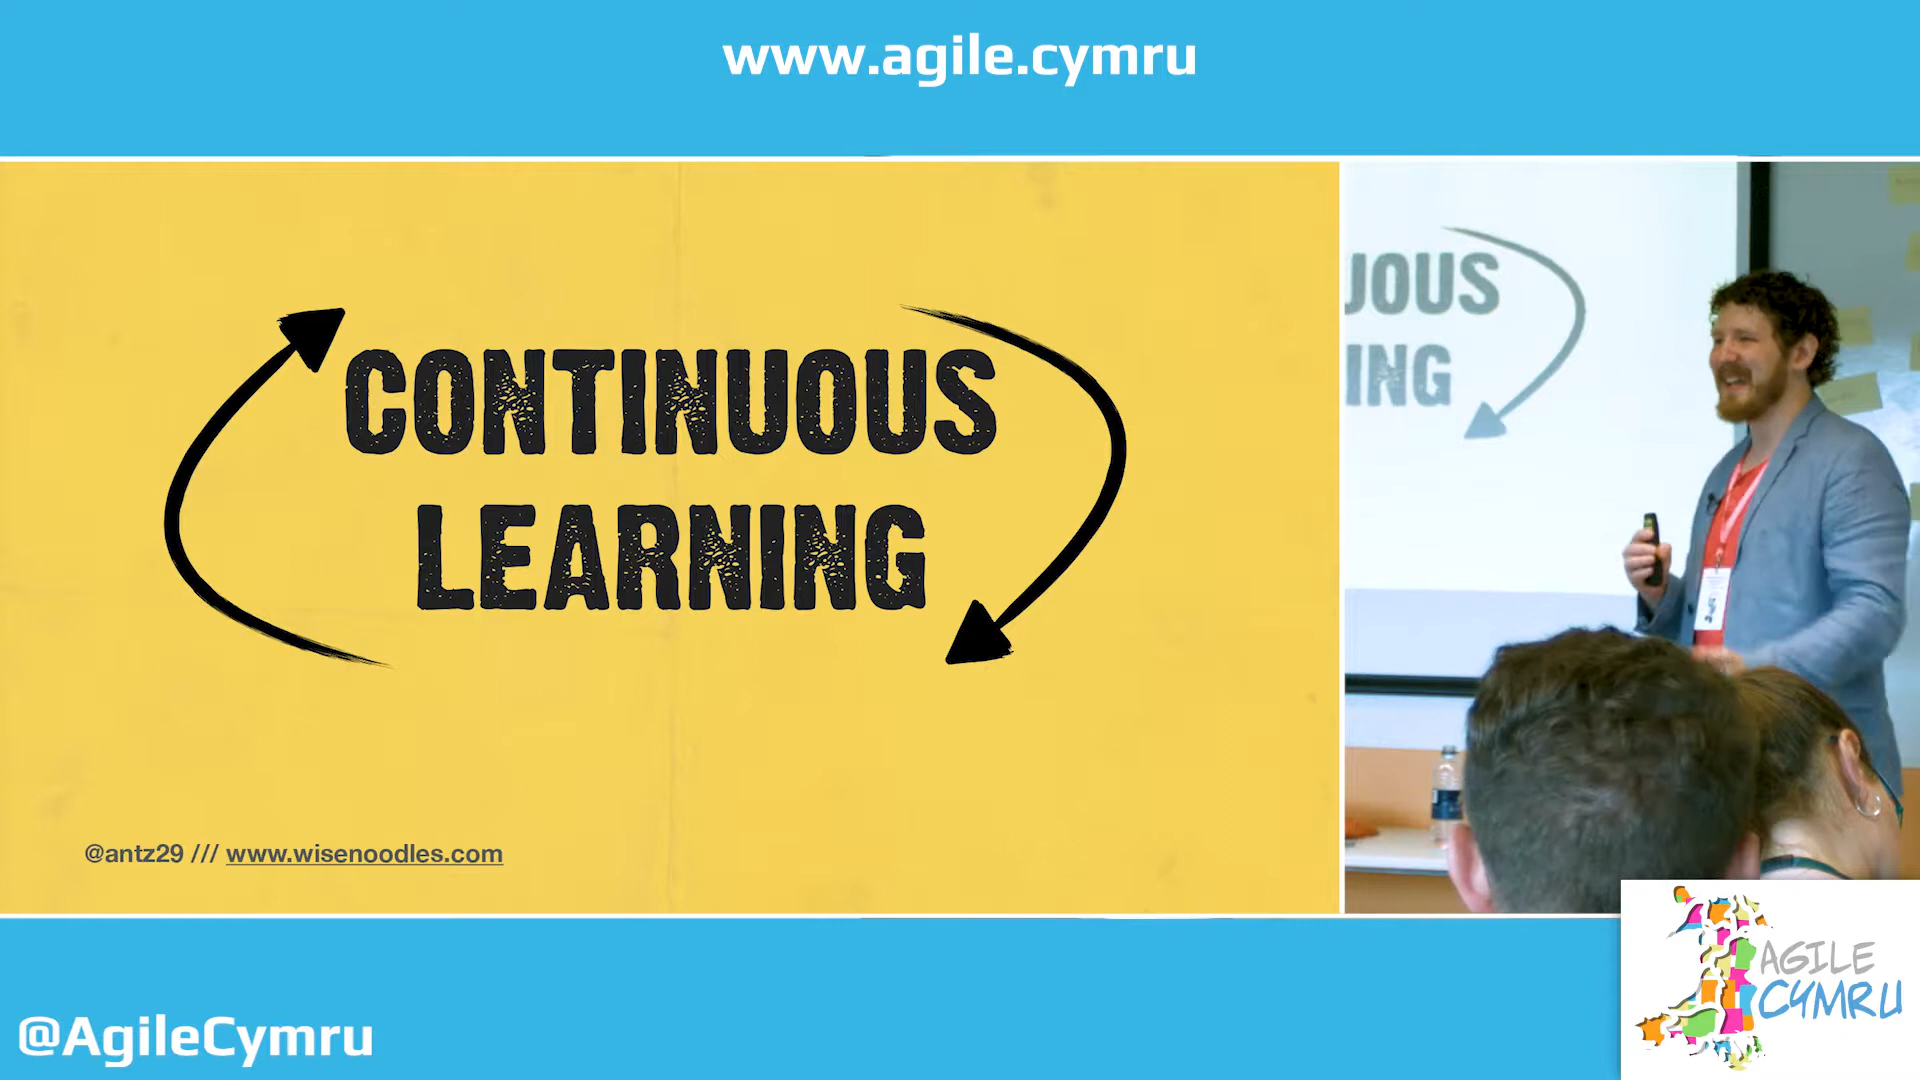 www.agile.cymru
CONTINUOUS
LEARNING
UOUS
ING
@antz29 /// www.wisenoodles.com
@AgileCymru
AGILE
CYMRU